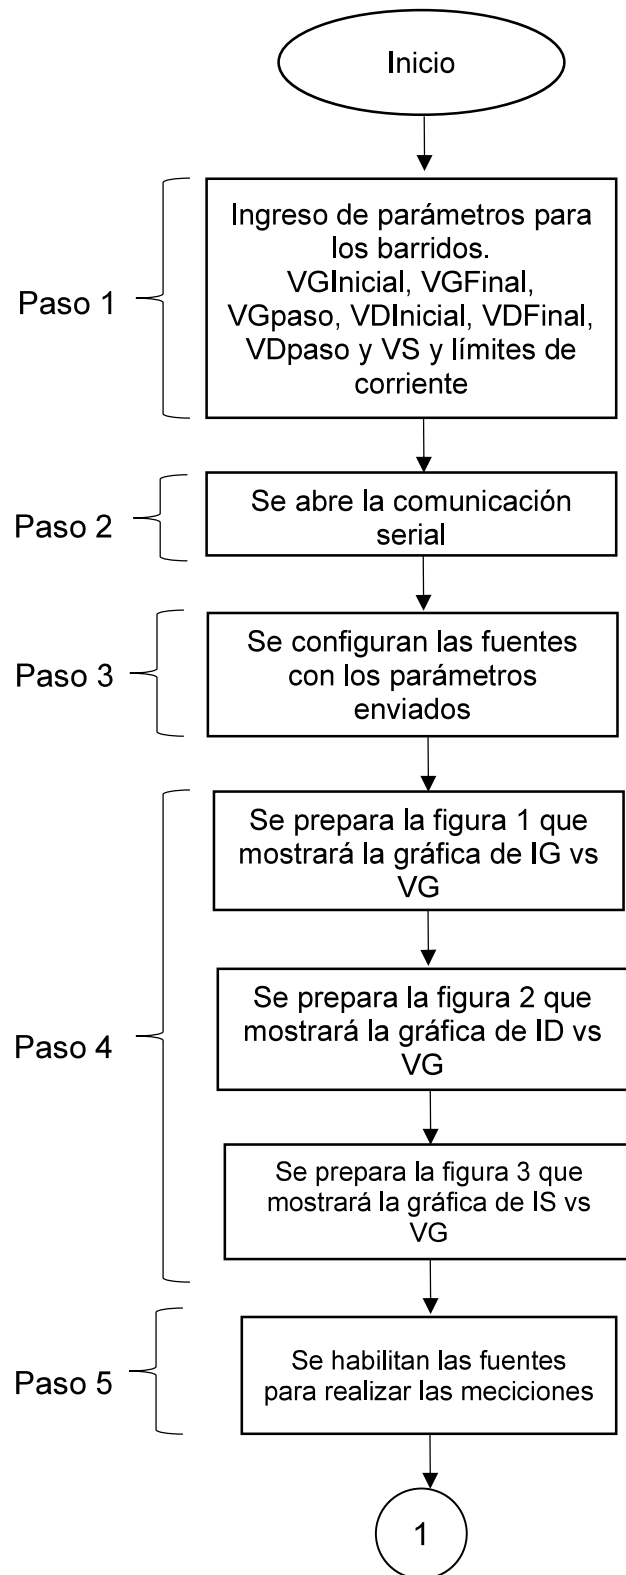 Inicio
Paso 1
Ingreso de parámetros para
los barridos.
VGInicial, VGFinal,
VGpaso, VDInicial, VDFinal,
VDpaso y VS y límites de
corriente
Paso 2
Se abre la comunicación
serial
Paso 3
Se configuran las fuentes
con los parámetros
enviados
Paso 4
Se prepara la figura 1 que
mostrará la gráfica de IG vs
VG
Se prepara la figura 2 que
mostrará la gráfica de ID vs
VG
Se prepara la figura 3 que
mostrará la gráfica de IS vs
VG
Paso 5
Se habilitan las fuentes
para realizar las meciciones
1